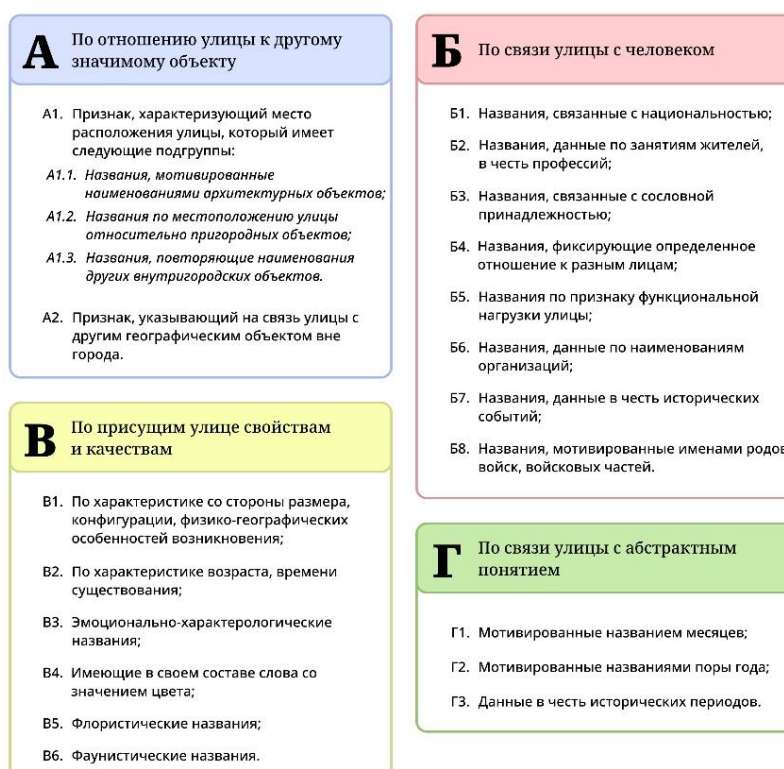 А
По отношению улицы к другому
значимому объекту
А1. Признак, характеризующий место
расположения улицы, который имеет
следующие подгруппы:
А1.1. Названия, мотивированные
наименованиями архитектурных объектов;
А1.2. Названия по местоположению улицы
относительно пригородных объектов;
А1.3. Названия, повторяющие наименования
других внутригородских объектов.
А2. Признак, указывающий на связь улицы с
другим географическим объектом вне
города.
В
По присущим улице свойствам
и качествам
В1. По характеристике со стороны размера,
конфигурации, физико-географических
особенностей возникновения;
В2. По характеристике возраста, времени
существования;
В3. Эмоционально-характерологические
названия;
В4. Имеющие в своем составе слова со
значением цвета;
В5. Флористические названия;
В6. Фаунистические названия.
Б
По связи улицы с человеком
Б1. Названия, связанные с национальностью;
Б2. Названия, данные по занятиям жителей,
в честь профессий;
Б3. Названия, связанные с сословной
принадлежностью;
Б4. Названия, фиксирующие определенное
отношение к разным лицам;
Б5. Названия по признаку функциональной
нагрузки улицы;
Б6. Названия, данные по наименованиям
организаций;
Б7. Названия, данные в честь исторических
событий;
Б8. Названия, мотивированные именами родов
войск, войсковых частей.
Г
По связи улицы с абстрактным
понятием
Г1. Мотивированные названием месяцев;
Г2. Мотивированные названиями поры года;
Г3. Данные в честь исторических периодов.